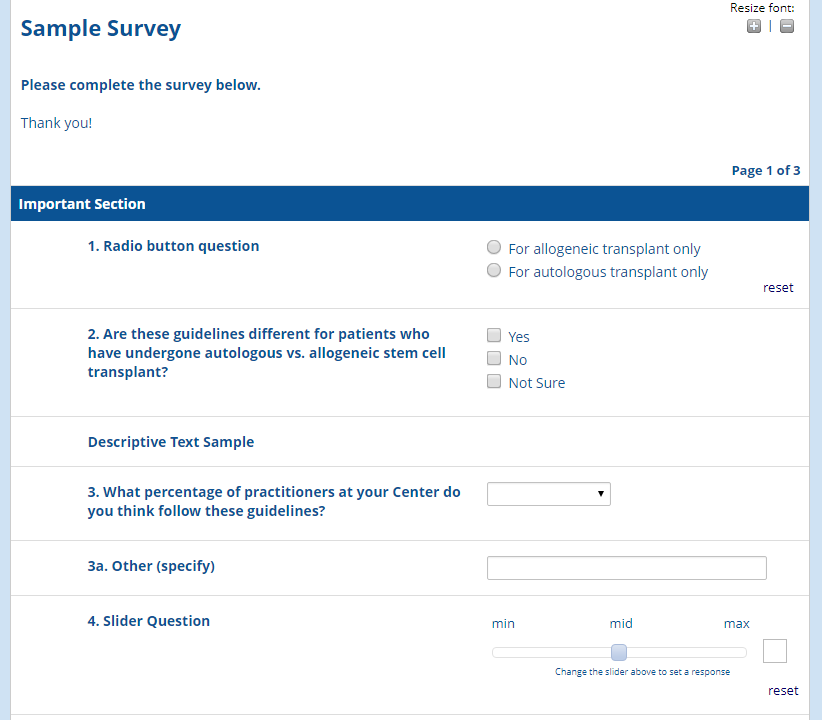 Resize font:
Sample Survey
|
Please complete the survey below.
Thank you!
Page 1 of 3
Important Section
1. Radio button question
For allogeneic transplant only
For autologous transplant only
reset
2. Are these guidelines different for patients who
have undergone autologous vs. allogeneic stem cell
transplant?
Yes
No
Not Sure
Descriptive Text Sample
3. What percentage of practitioners at your Center do
you think follow these guidelines?
3a. Other (specify)
4. Slider Question
min mid max
Change the slider above to set a response
reset